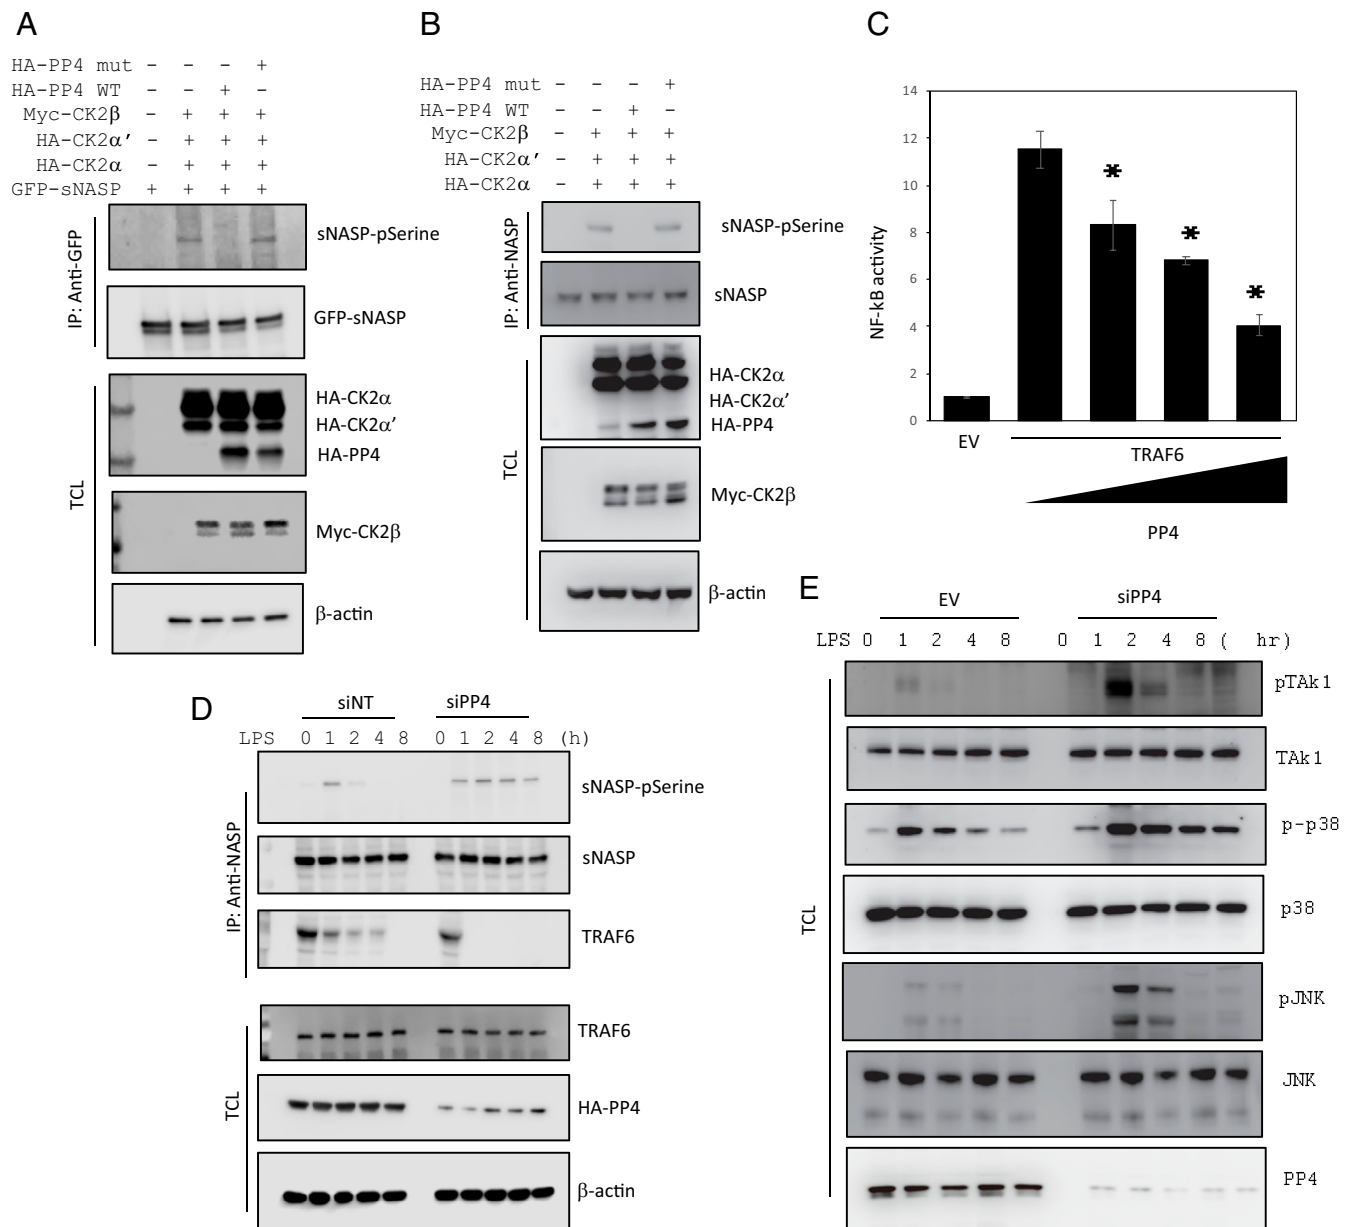 A
HA-PP4 mut - - - +
HA-PP4 WT - - + -
Myc-CK2β - + + +
HA-CK2α' - + + +
HA-CK2α - + + +
GFP-sNASP + + + +
IP: Anti-GFP
sNASP-pSerine
GFP-sNASP
TCL
HA-CK2α
HA-CK2α'
HA-PP4
Myc-CK2β
β-actin
B
HA-PP4 mut - - - +
HA-PP4 WT - - + -
Myc-CK2β - + + +
HA-CK2α' - + + +
HA-CK2α - + + +
IP: Anti-NASP
sNASP-pSerine
sNASP
TCL
HA-CK2α
HA-CK2α'
HA-PP4
Myc-CK2β
β-actin
C
NF-kB activity
14
12
10
8
6
4
2
0
* * *
EV
TRAF6
PP4
D
siNT siPP4
LPS 0 1 2 4 8 0 1 2 4 8 (h)
IP: Anti-NASP
sNASP-pSerine
sNASP
TRAF6
TCL
TRAF6
HA-PP4
β-actin
E
EV siPP4
LPS 0 1 2 4 8 0 1 2 4 8 ( hr)
TCL
pTAk1
TAk1
p-p38
p38
pJNK
JNK
PP4